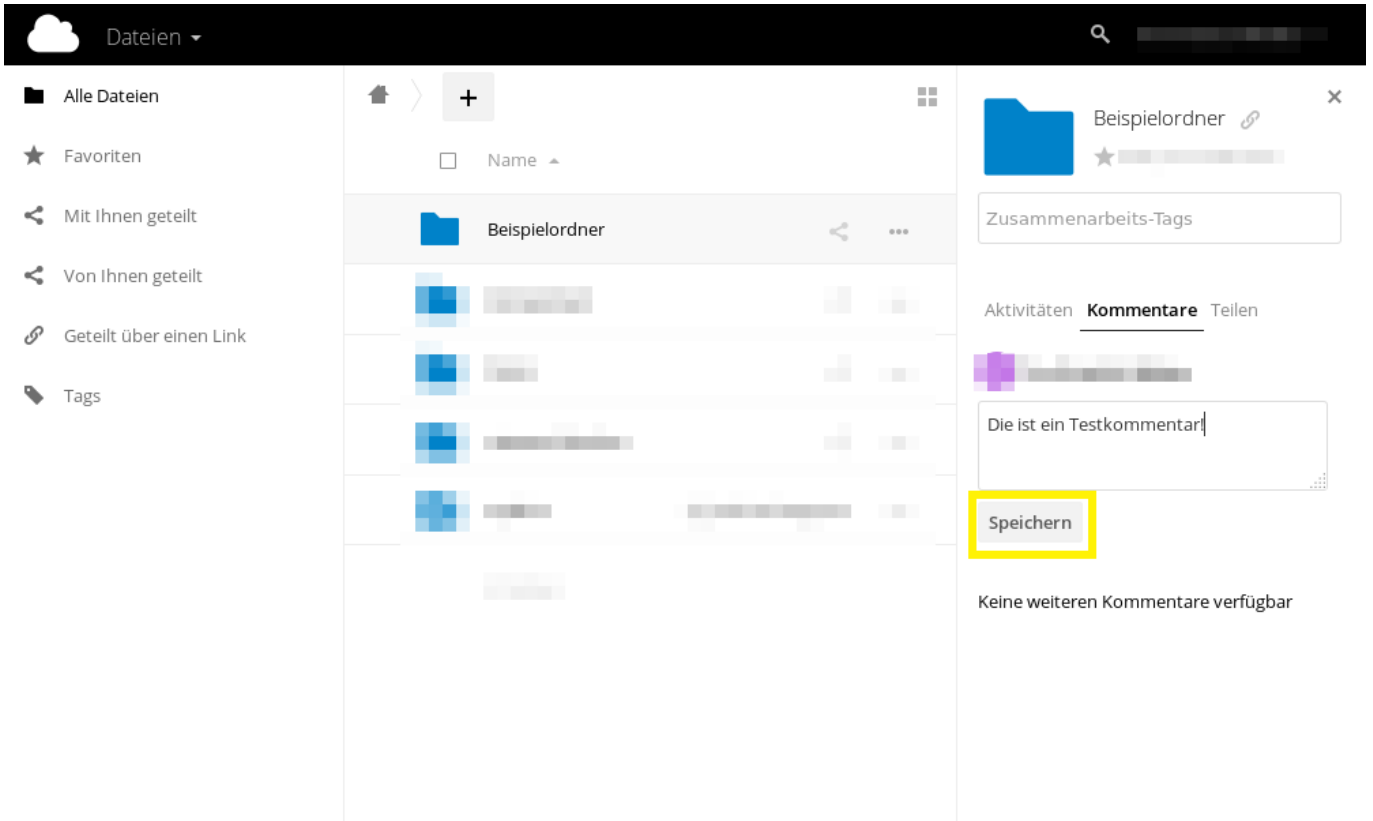 Dateien
Alle Dateien
Favoriten
Mit Ihnen geteilt
Von Ihnen geteilt
Geteilt über einen Link
Tags
Name
Beispielordner
Beispielordner
Zusammenarbeits-Tags
Aktivitäten Kommentare Teilen
Die ist ein Testkommentar!
Speichern
Keine weiteren Kommentare verfügbar